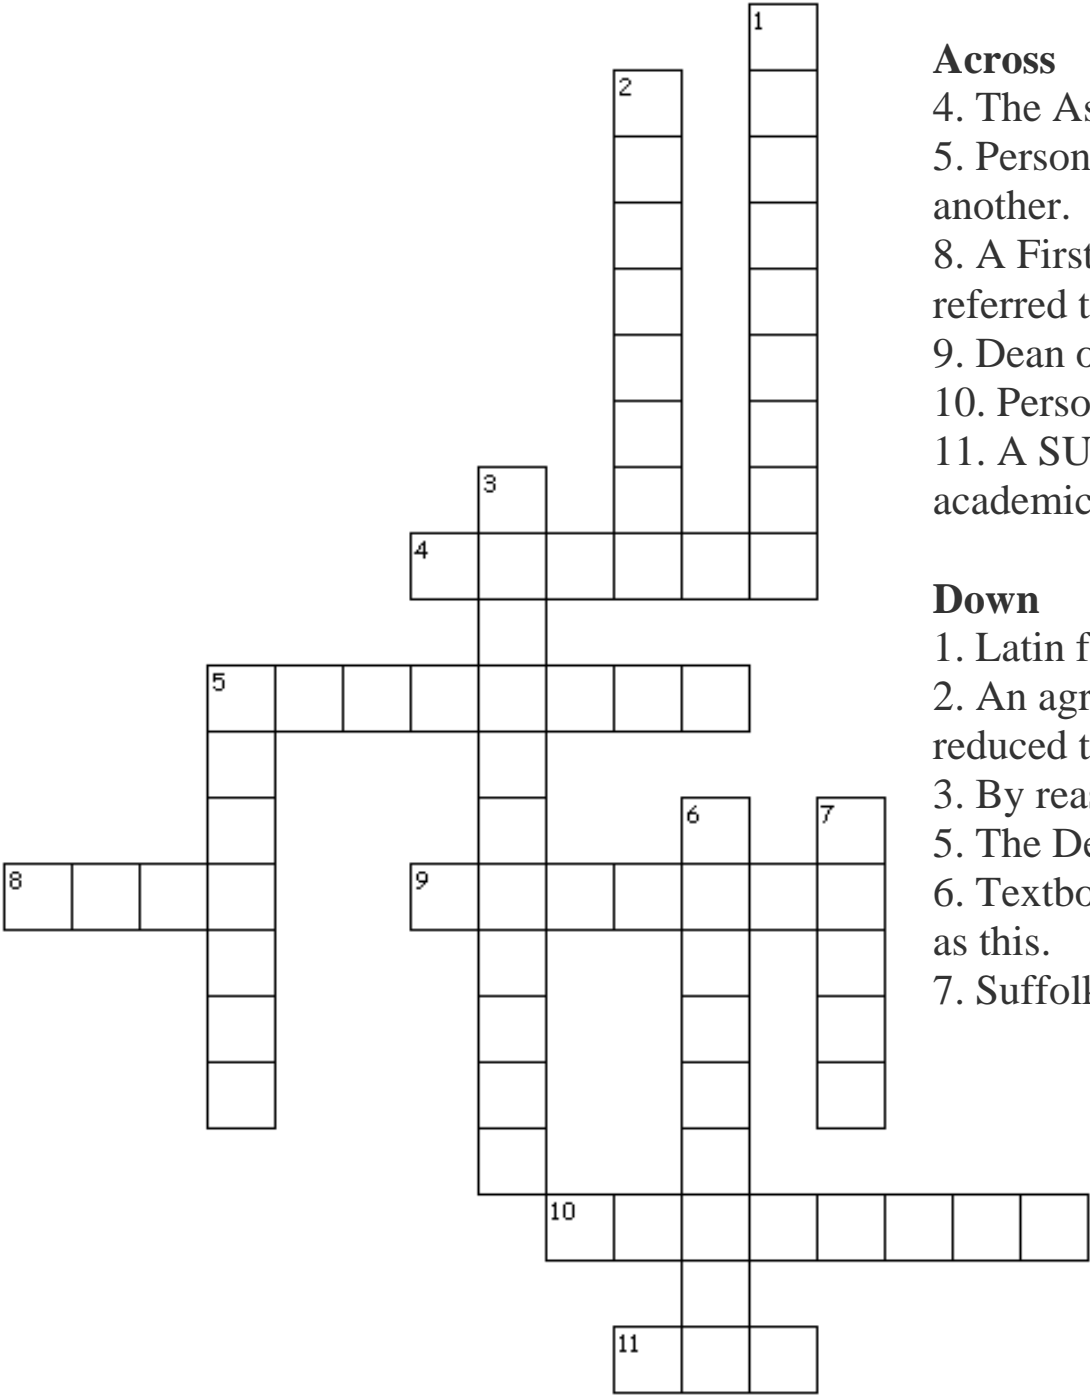 1
2
3
4
5
6
7
8
9
10
11
Across
4. The As
5. Person
another.
8. A First
referred t
9. Dean o
10. Perso
11. A SU
academic
Down
1. Latin f
2. An agr
reduced t
3. By reas
5. The De
6. Textbo
as this.
7. Suffolk